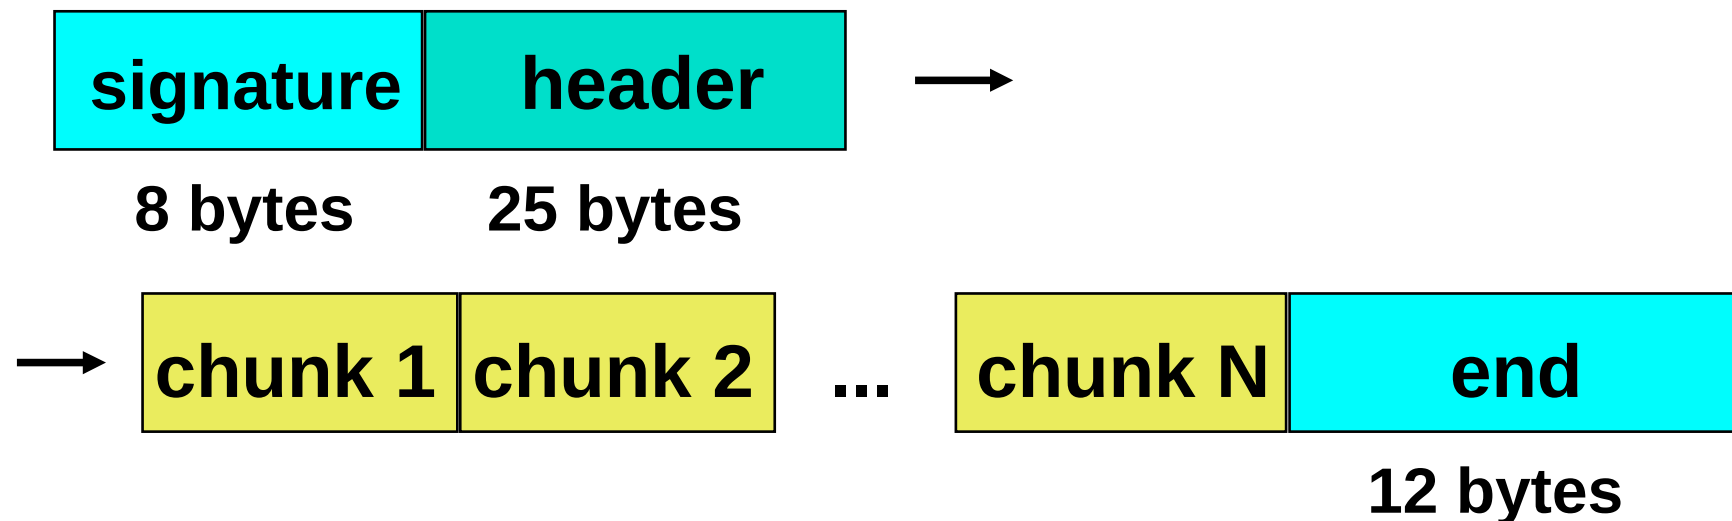 signature header
8 bytes 25 bytes
chunk 1 chunk 2 ... chunk N end
12 bytes